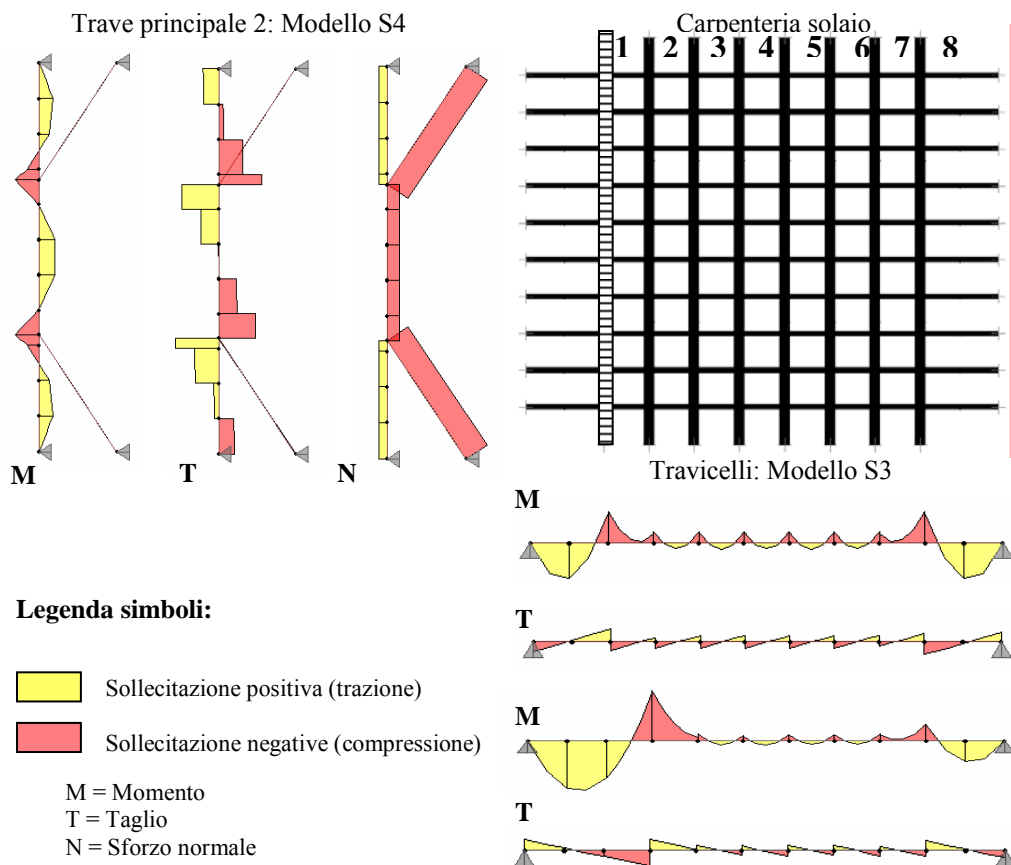 Trave principale 2: Modello S4
Carpenteria solaio
1 2 3 4 5 6 7 8
M
T
N
Travicelli: Modello S3
M
T
M
T
Legenda simboli:
Sollecitazione positiva (trazione)
Sollecitazione negative (compressione)
M = Momento
T = Taglio
N = Sforzo normale